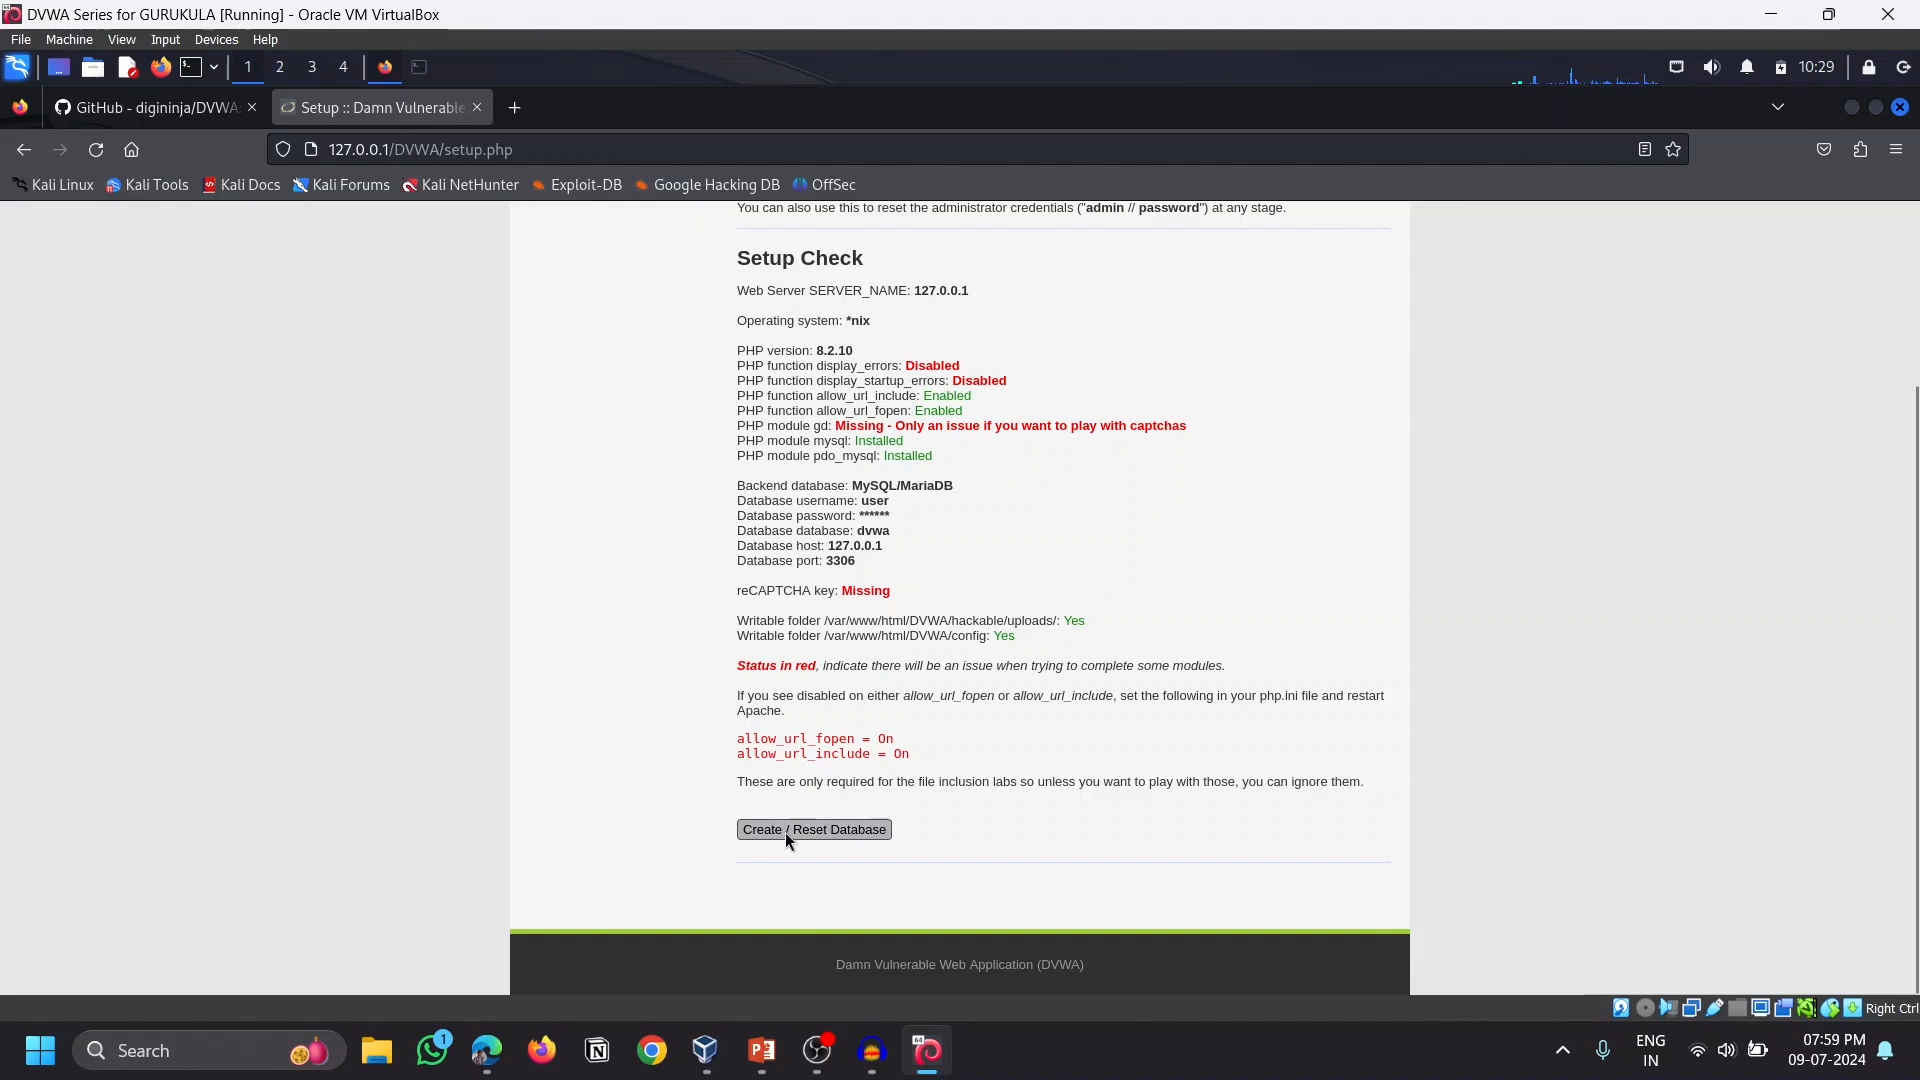 DVWA Series for GURUKULA [Running] - Oracle VM VirtualBox
File Machine View Input Devices Help
1 2 3 4
10:29
GitHub - digininja/DVWA:
Setup :: Damn Vulnerable
127.0.0.1/DVWA/setup.php
Kali Linux Kali Tools Kali Docs Kali Forums Kali NetHunter Exploit-DB Google Hacking DB OffSec
You can also use this to reset the administrator credentials ("admin // password") at any stage.
Setup Check
Web Server SERVER_NAME: 127.0.0.1
Operating system: *nix
PHP version: 8.2.10
PHP function display_errors: Disabled
PHP function display_startup_errors: Disabled
PHP function allow_url_include: Enabled
PHP function allow_url_fopen: Enabled
PHP module gd: Missing - Only an issue if you want to play with captchas
PHP module mysql: Installed
PHP module pdo_mysql: Installed
Backend database: MySQL/MariaDB
Database username: user
Database password: ******
Database database: dvwa
Database host: 127.0.0.1
Database port: 3306
reCAPTCHA key: Missing
Writable folder /var/www/html/DVWA/hackable/uploads/: Yes
Writable folder /var/www/html/DVWA/config: Yes
Status in red, indicate there will be an issue when trying to complete some modules.
If you see disabled on either allow_url_fopen or allow_url_include, set the following in your php.ini file and restart
Apache.
allow_url_fopen = On
allow_url_include = On
These are only required for the file inclusion labs so unless you want to play with those, you can ignore them.
Create / Reset Database
Damn Vulnerable Web Application (DVWA)
Right Ctrl
Search
1
64
ENG
IN
07:59 PM
09-07-2024